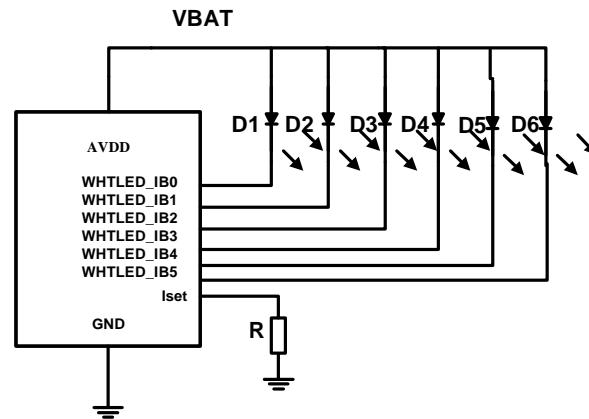 VBAT
D1 D2 D3 D4 D5 D6
AVDD
WHTLED_IB0
WHTLED_IB1
WHTLED_IB2
WHTLED_IB3
WHTLED_IB4
WHTLED_IB5
Iset
GND
R